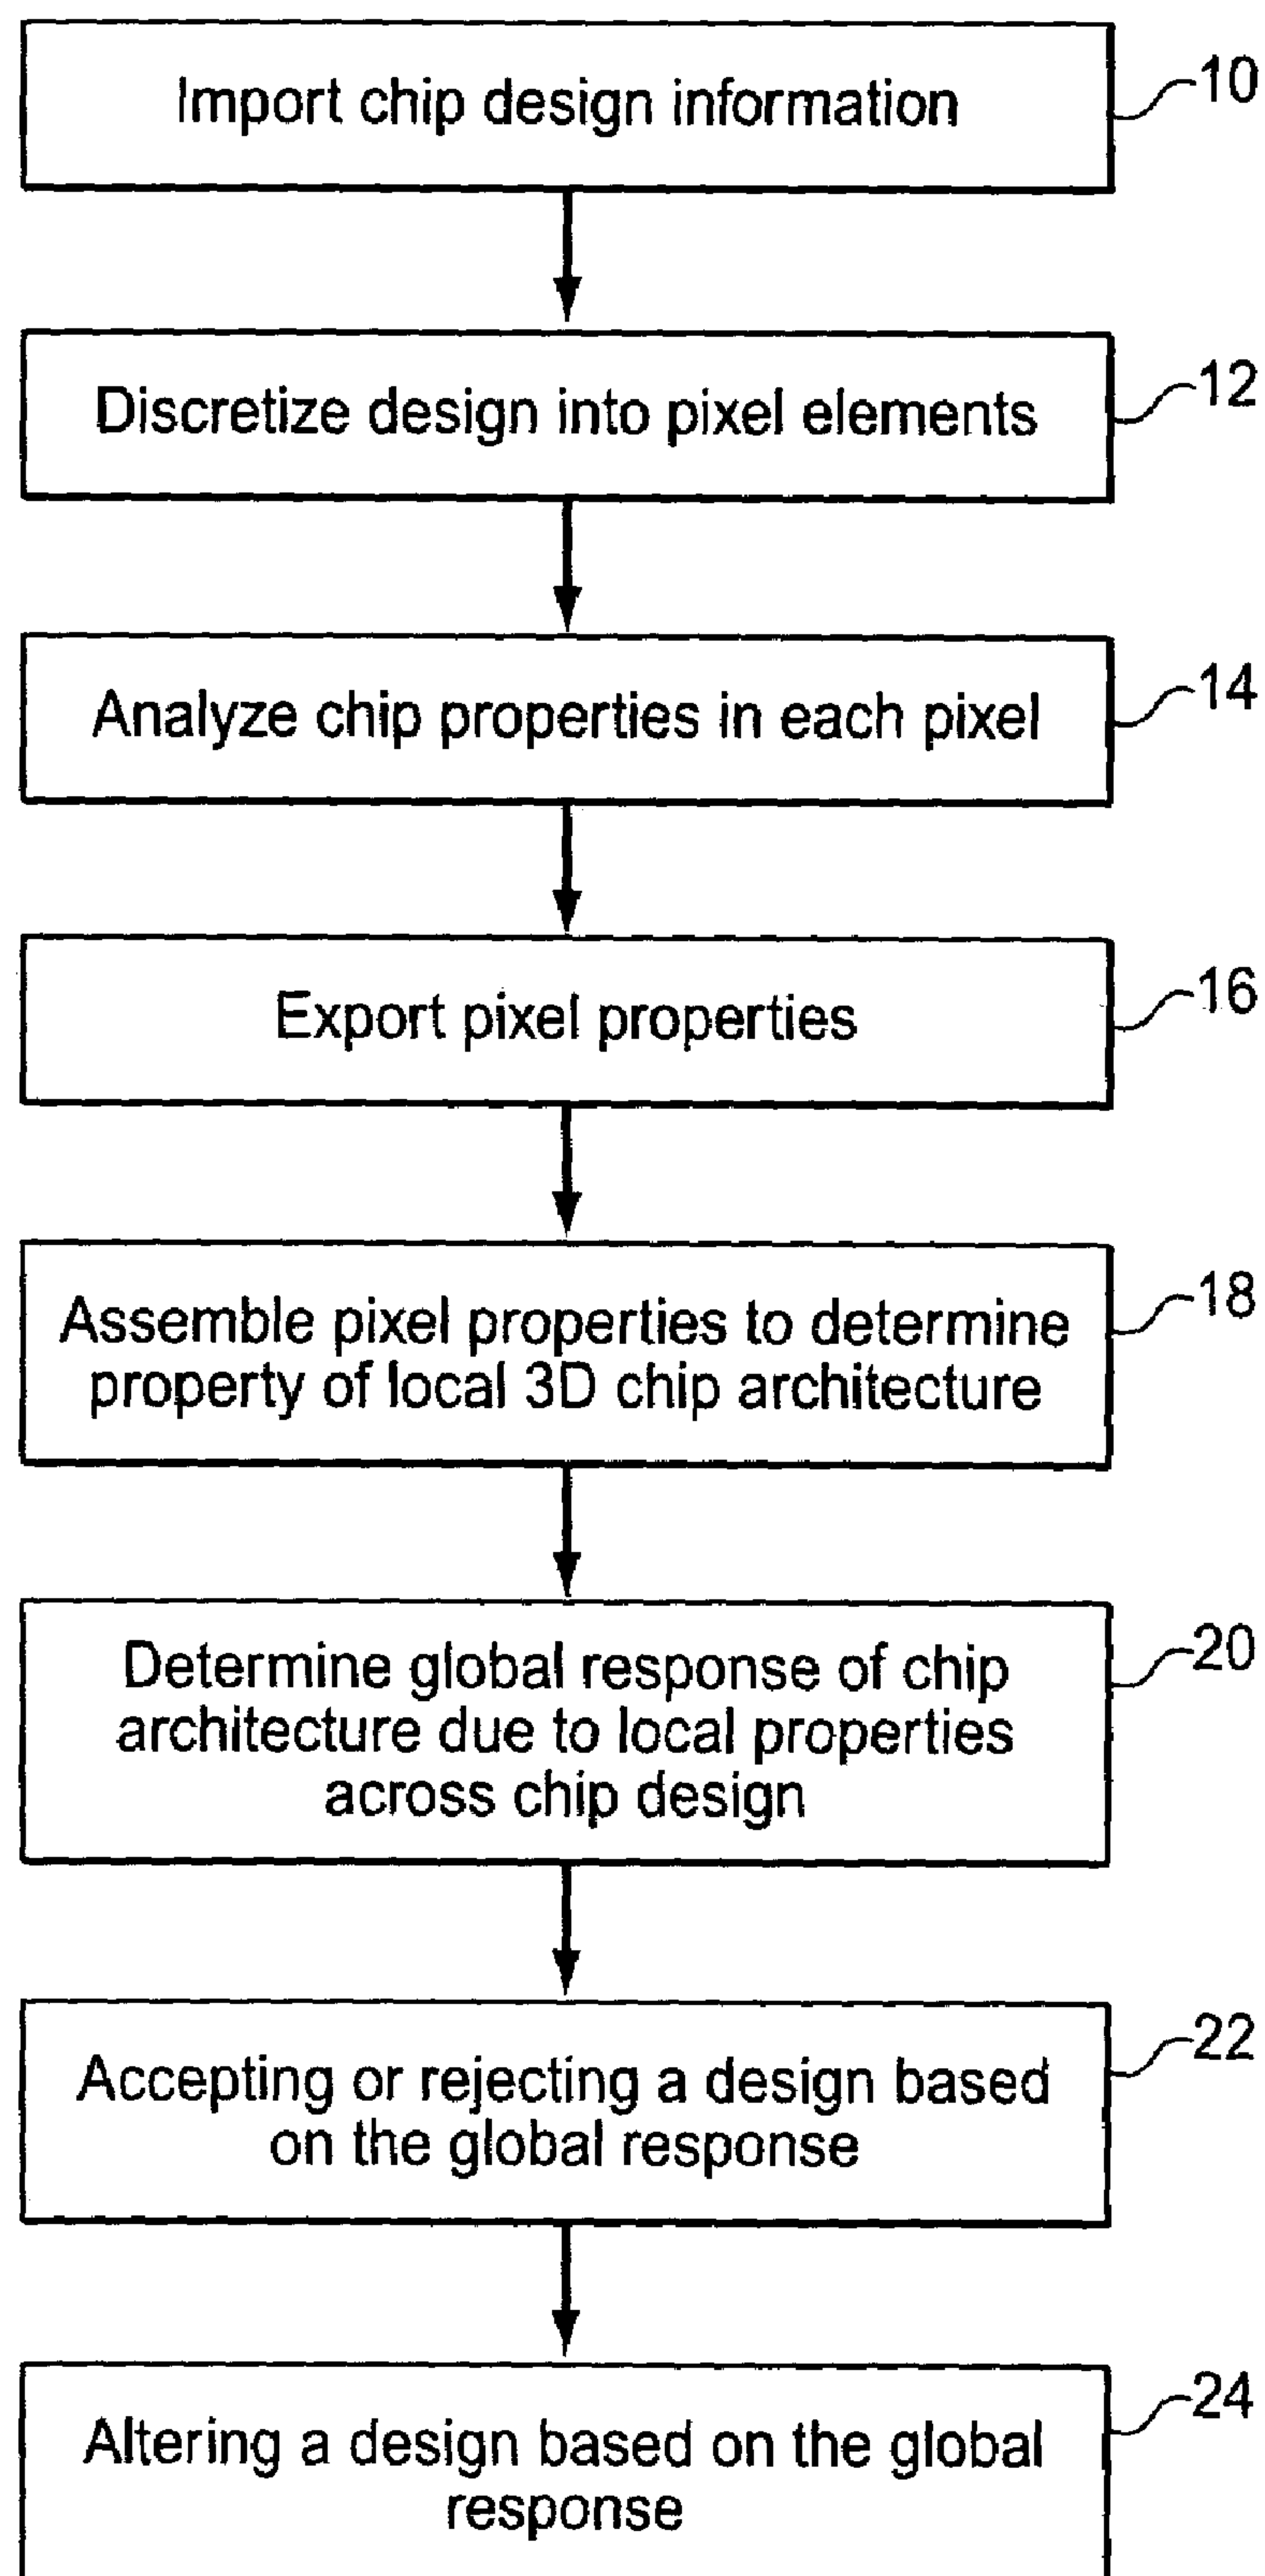 Import chip design information
10
Discretize design into pixel elements
12
Analyze chip properties in each pixel
14
Export pixel properties
16
Assemble pixel properties to determine
property of local 3D chip architecture
18
Determine global response of chip
architecture due to local properties
across chip design
20
Accepting or rejecting a design based
on the global response
22
Altering a design based on the global
response
24